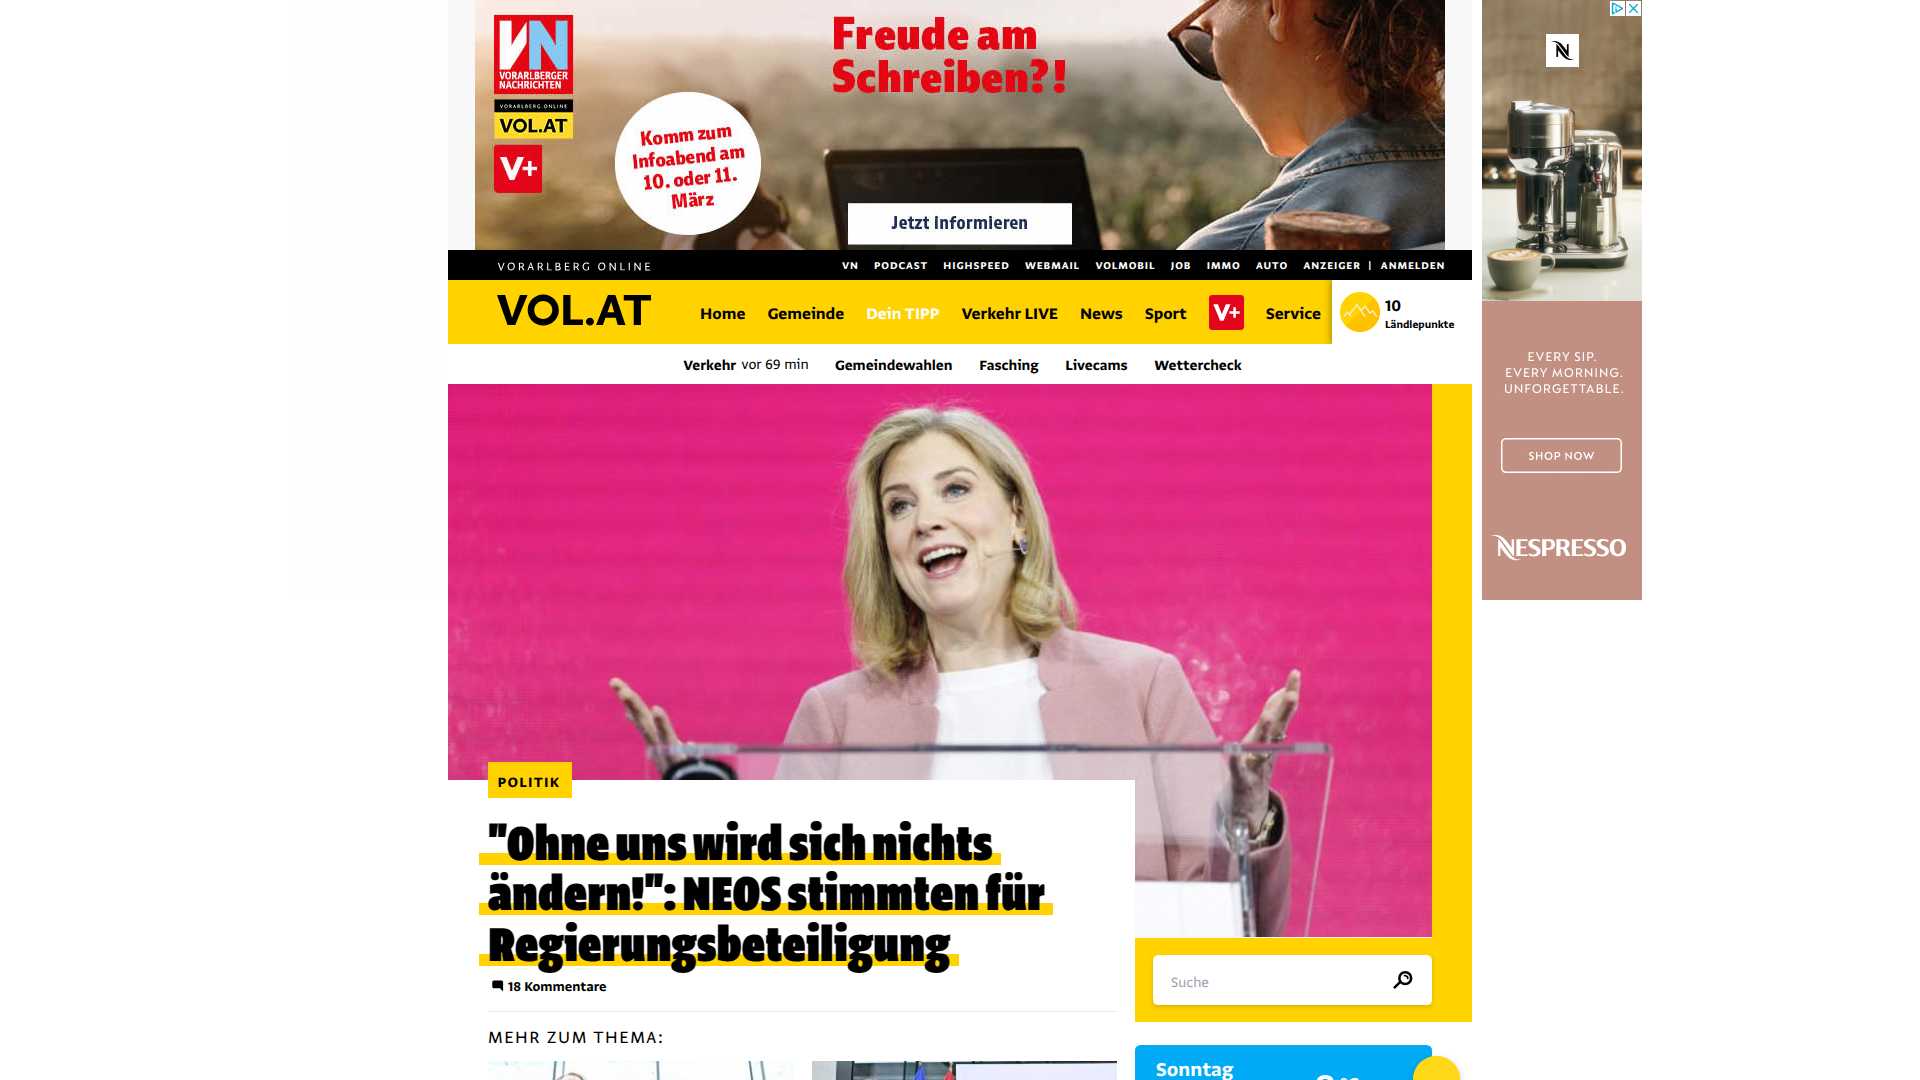 VN
VORARLBERGER
NACHRICHTEN
VORARLBERG ONLINE
VOL.AT
V+
Freude am
Schreiben?!
Komm zum
Infoabend am
10. oder 11.
März
Jetzt informieren
N
EVERY SIP.
EVERY MORNING.
UNFORGETTABLE.
SHOP NOW
NESPRESSO
VORARLBERG ONLINE
VN PODCAST HIGHSPEED WEBMAIL VOLMOBIL JOB IMMO AUTO ANZEIGER | ANMELDEN
VOL.AT
Home Gemeinde Dein TIPP Verkehr LIVE News Sport V+ Service
10
Ländlepunkte
Verkehr vor 69 min Gemeindewahlen Fasching Livecams Wettercheck
POLITIK
"Ohne uns wird sich nichts
ändern!": NEOS stimmten für
Regierungsbeteiligung
18 Kommentare
MEHR ZUM THEMA:
Suche
Sonntag